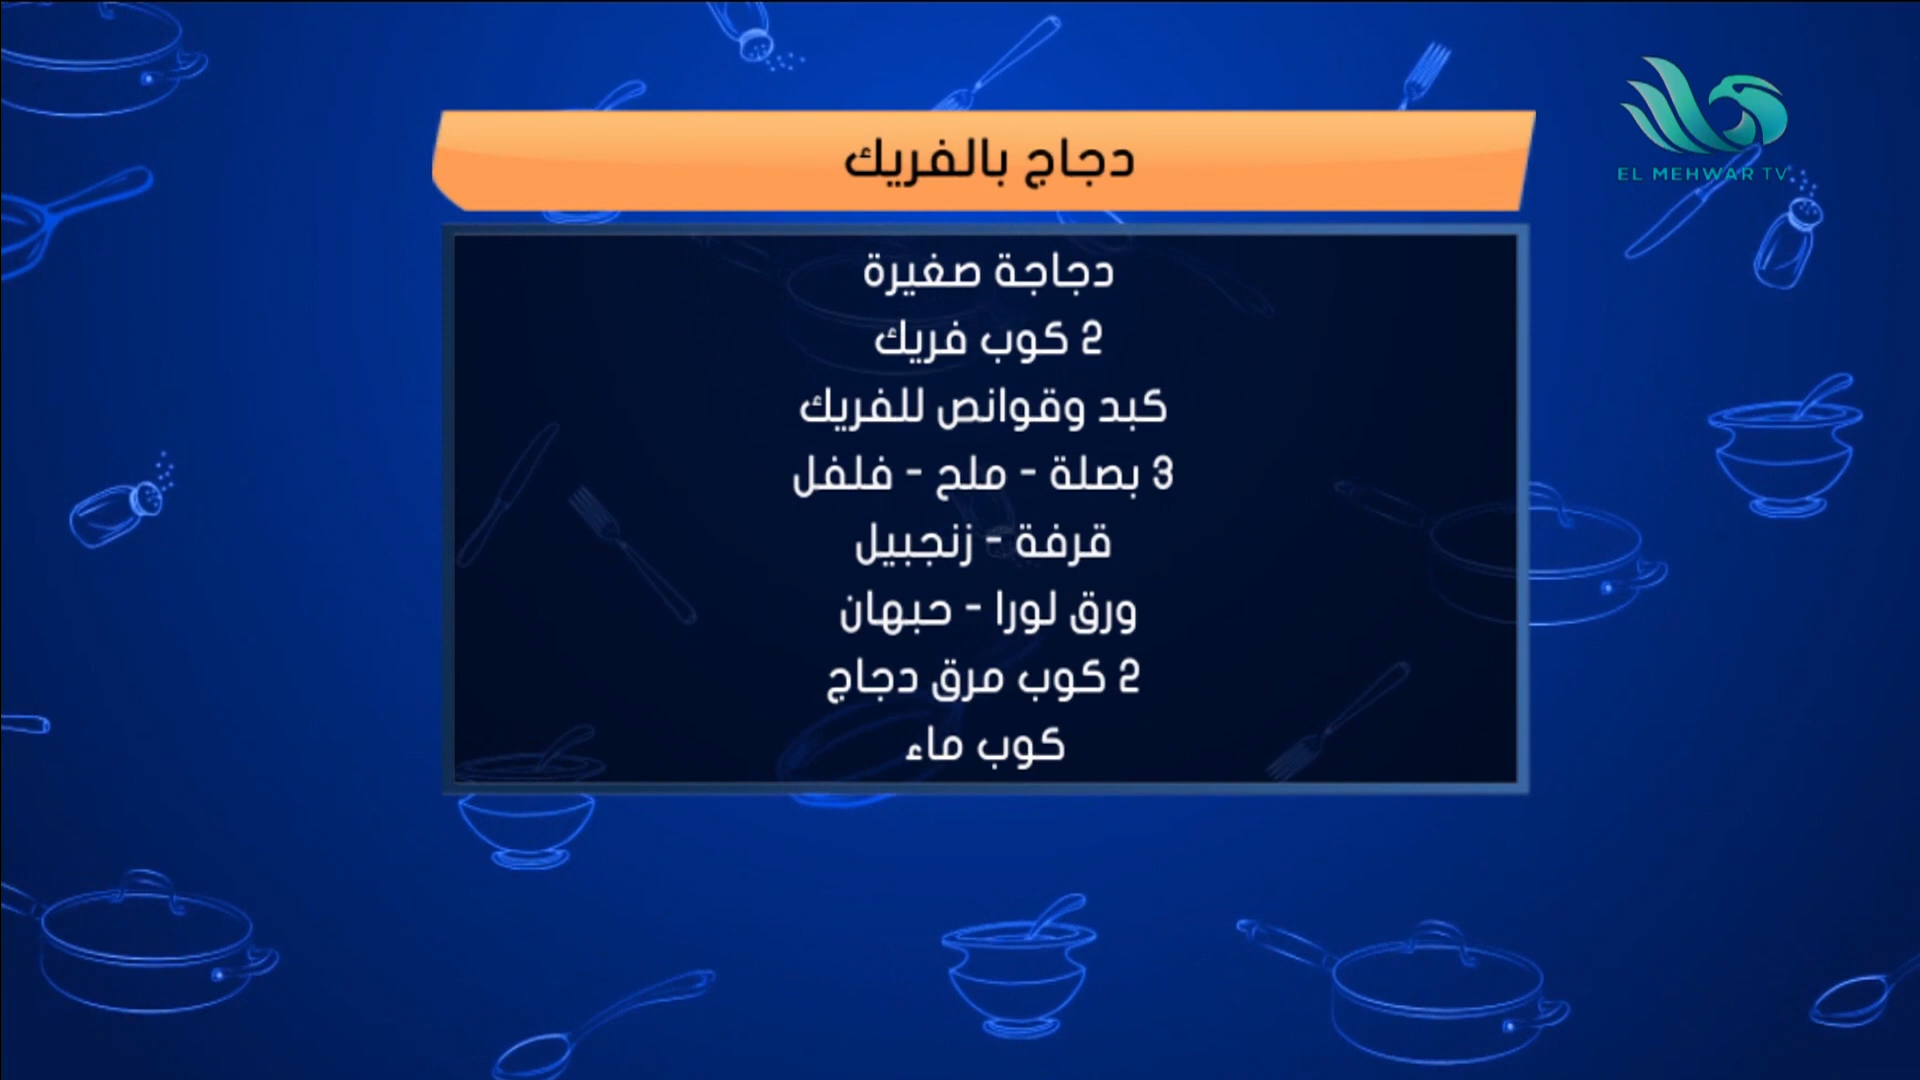 EL MEHWAR TV
دجاج بالفريك
دجاجة صغيرة
2 كوب فريك
كبد وقوانص للفريك
3 بصلة - ملح - فلفل
قرفة - زنجبيل
ورق لورا - حبهان
2 كوب مرق دجاج
كوب ماء